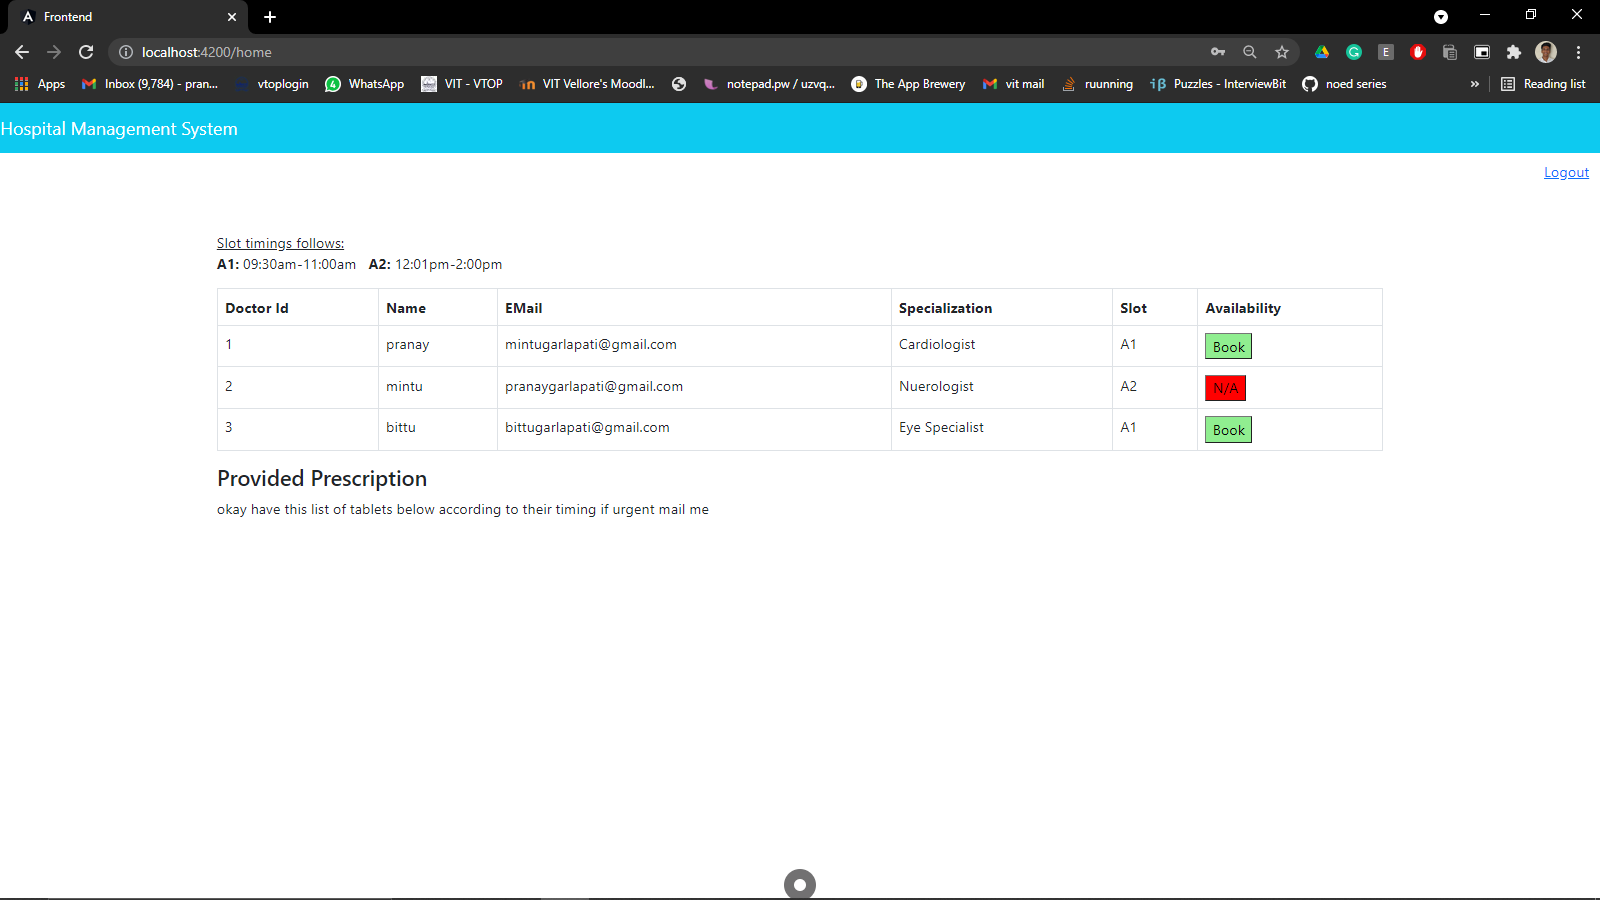 Frontend
localhost:4200/home
Apps Inbox (9,784) - pran... vtoplogin WhatsApp VIT - VTOP VIT Vellore's Moodl... notepad.pw / uzvq... The App Brewery vit mail ruunning Puzzles - InterviewBit noed series » Reading list
Hospital Management System
Logout
Slot timings follows:
A1: 09:30am-11:00am A2: 12:01pm-2:00pm
Doctor Id Name EMail Specialization Slot Availability
1 pranay mintugarlapati@gmail.com Cardiologist A1 Book
2 mintu pranaygarlapati@gmail.com Nuerologist A2 N/A
3 bittu bittugarlapati@gmail.com Eye Specialist A1 Book
Provided Prescription
okay have this list of tablets below according to their timing if urgent mail me